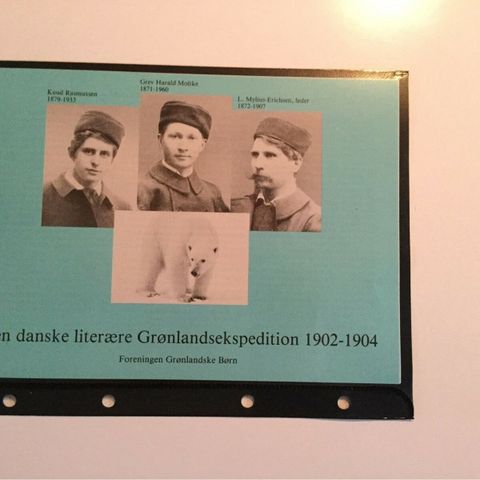 Grev Harald Moltke
1871-1960
Knud Rasmussen
1879-1933
L. Mylius-Erichsen, leder
1872-1907
en danske literære Grønlandsekspedition 1902-1904
Foreningen Grønlandske Børn